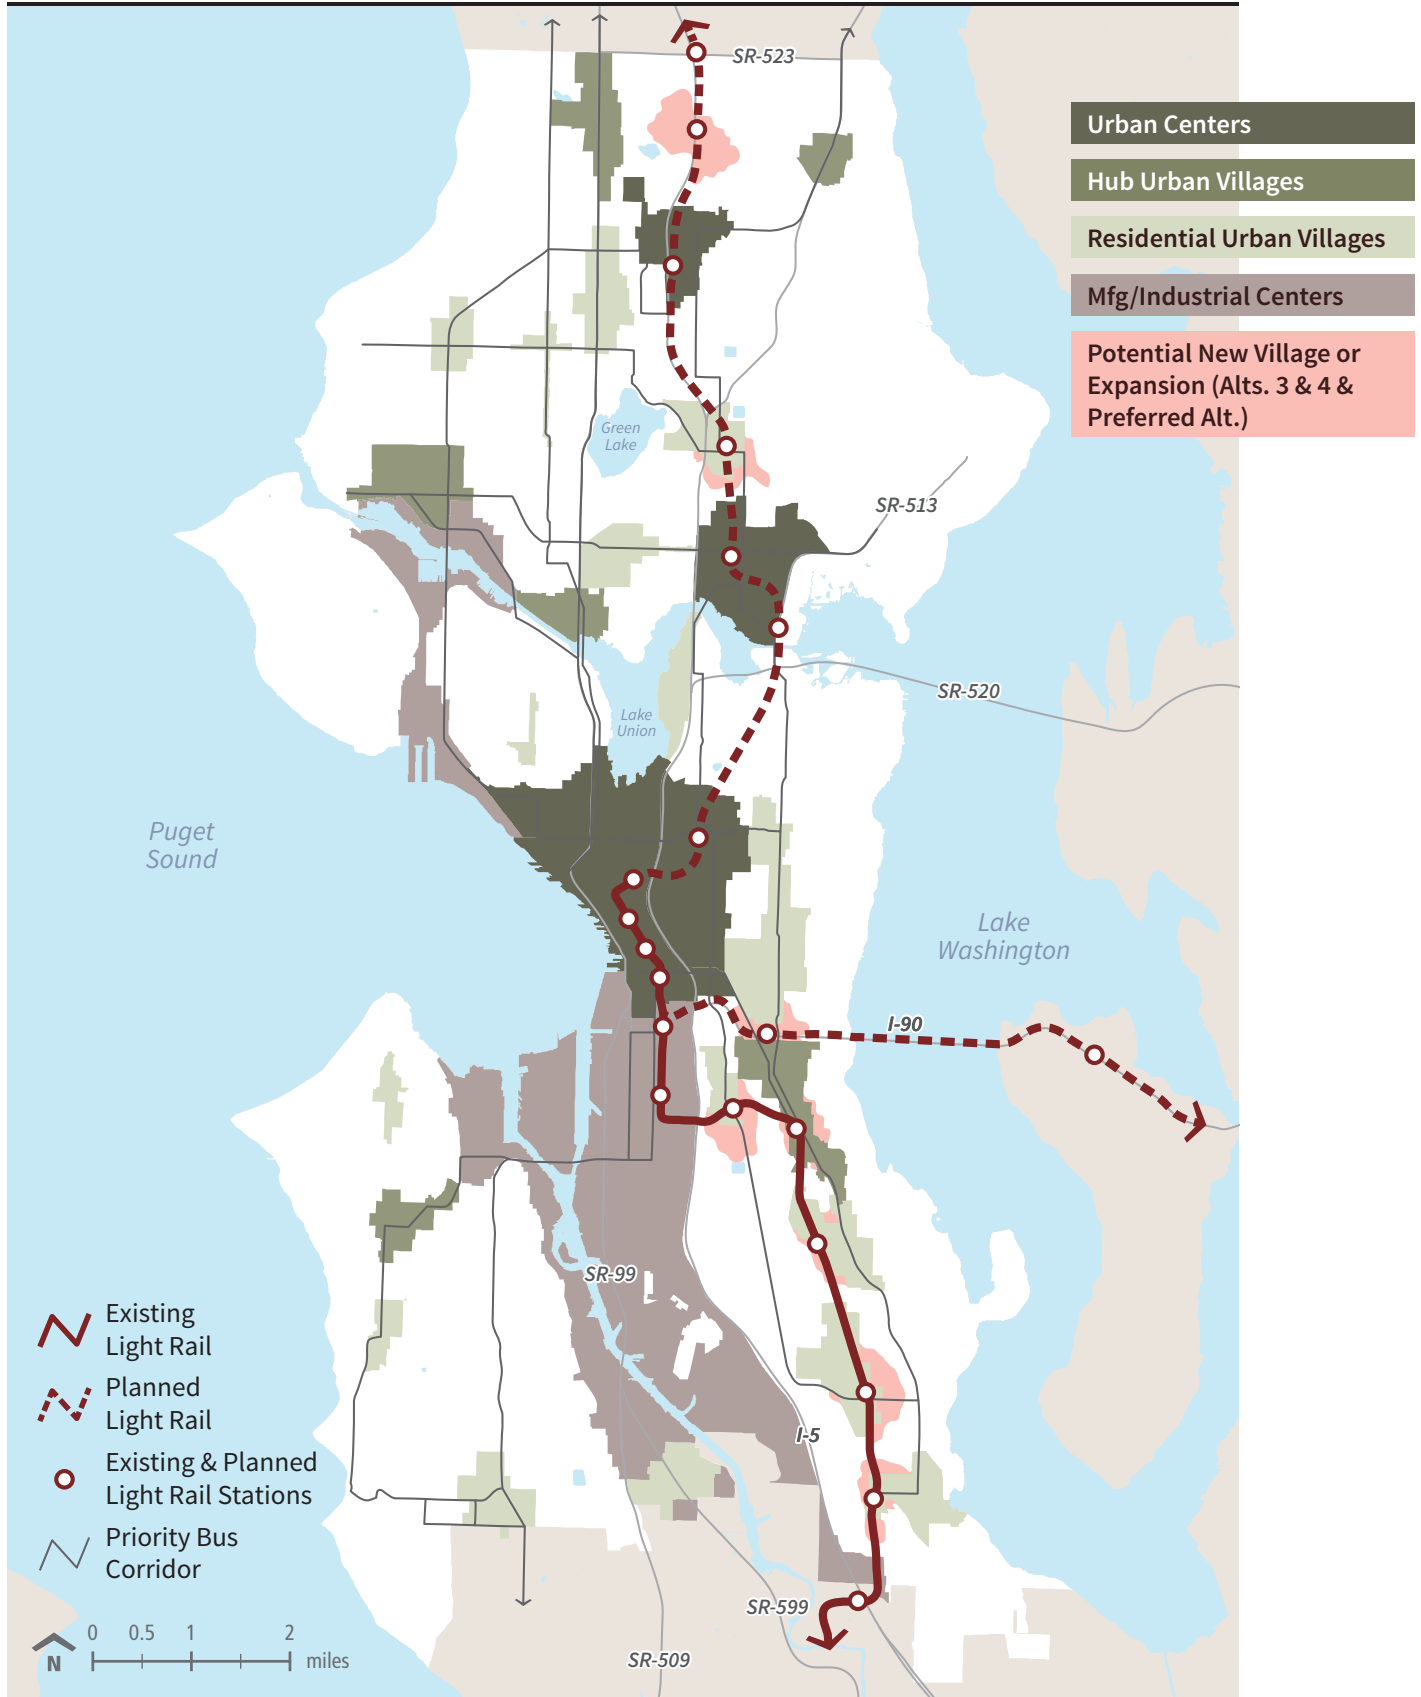 SR-523
Urban Centers
Hub Urban Villages
Residential Urban Villages
Mfg/Industrial Centers
Potential New Village or
Expansion (Alts. 3 & 4 &
Preferred Alt.)
Green
Lake
SR-513
SR-520
Lake
Union
Puget
Sound
Lake
Washington
I-90
SR-99
Existing
Light Rail
Planned
Light Rail
I-5
Existing & Planned
Light Rail Stations
Priority Bus
Corridor
SR-599
0 0.5 1 2
miles
N
SR-509